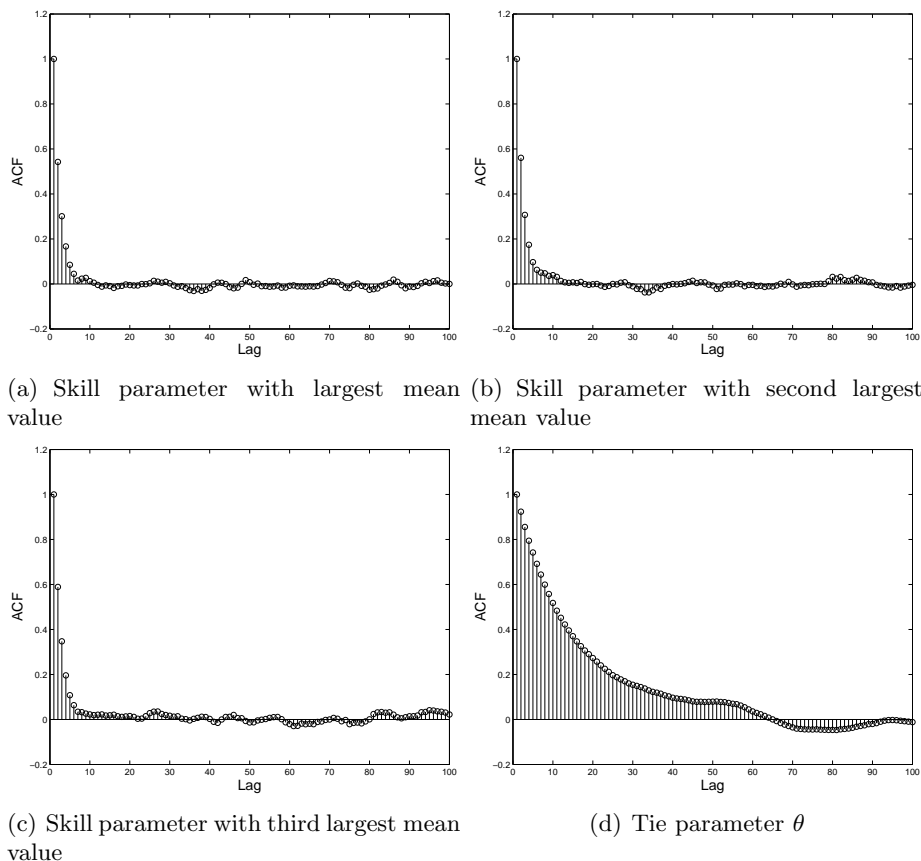 1.2
1
0.8
0.6
0.4
0.2
0
−0.2
ACF
0 10 20 30 40 50 60 70 80 90 100
Lag
1.2
1
0.8
0.6
0.4
0.2
0
−0.2
ACF
0 10 20 30 40 50 60 70 80 90 100
Lag
(a) Skill parameter with largest mean
value
(b) Skill parameter with second largest
mean value
1.2
1
0.8
0.6
0.4
0.2
0
−0.2
ACF
0 10 20 30 40 50 60 70 80 90 100
Lag
1.2
1
0.8
0.6
0.4
0.2
0
−0.2
ACF
0 10 20 30 40 50 60 70 80 90 100
Lag
(c) Skill parameter with third largest mean
value
(d) Tie parameter θ